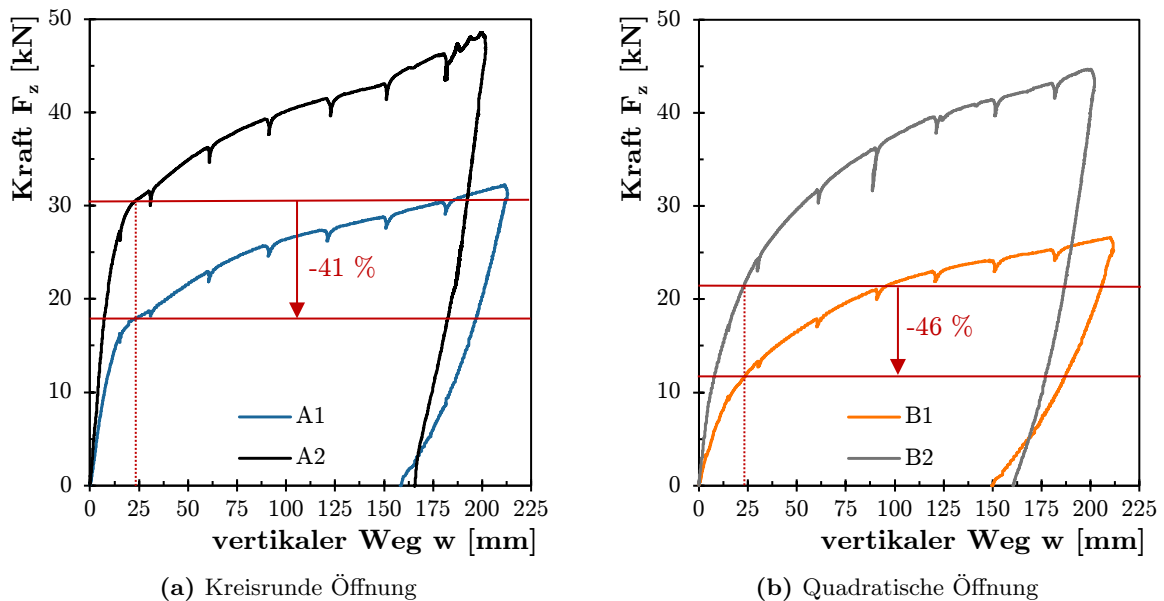 Kraft F_z [kN]
50
40
30
20
10
0
-41 %
A1
A2
0 25 50 75 100 125 150 175 200 225
vertikaler Weg w [mm]
(a) Kreisrunde Öffnung
Kraft F_z [kN]
50
40
30
20
10
0
-46 %
B1
B2
0 25 50 75 100 125 150 175 200 225
vertikaler Weg w [mm]
(b) Quadratische Öffnung